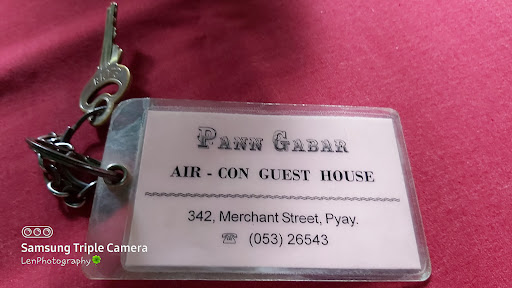 PANN GABAR
AIR - CON GUEST HOUSE
342, Merchant Street, Pyay.
☎ (053) 26543
Samsung Triple Camera
LenPhotography🍀